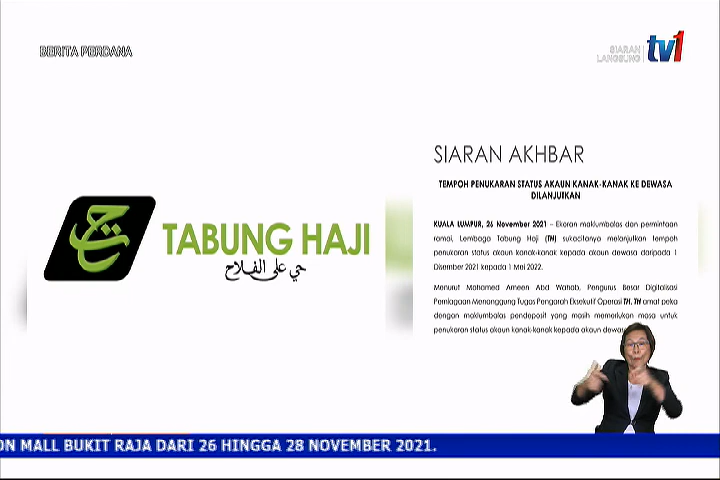 BERITA PERDANA
SIARAN
LANGSUNG
tv1
SIARAN AKHBAR
TEMPOH PENUKARAN STATUS AKAUN KANAK-KANAK KE DEWASA
DILANJUTKAN
KUALA LUMPUR, 26 November 2021 – Ekoran maklumbalas dan permintaan
ramai, Lembaga Tabung Haji (TH) sukacitanya melanjutkan tempoh
penukaran status akaun kanak-kanak kepada akaun dewasa daripada 1
Disember 2021 kepada 1 Mei 2022.
Menurut Mohamed Ameen Abd Wahab, Pengurus Besar Digitalisasi
Perniagaan Menanggung Tugas Pengarah Eksekutif Operasi TH, TH amat peka
dengan maklumbalas pendeposit yang masih memerlukan masa untuk
penukaran status akaun kanak-kanak kepada akaun dewasa
TABUNG HAJI
حي على الفلاح
ON MALL BUKIT RAJA DARI 26 HINGGA 28 NOVEMBER 2021.